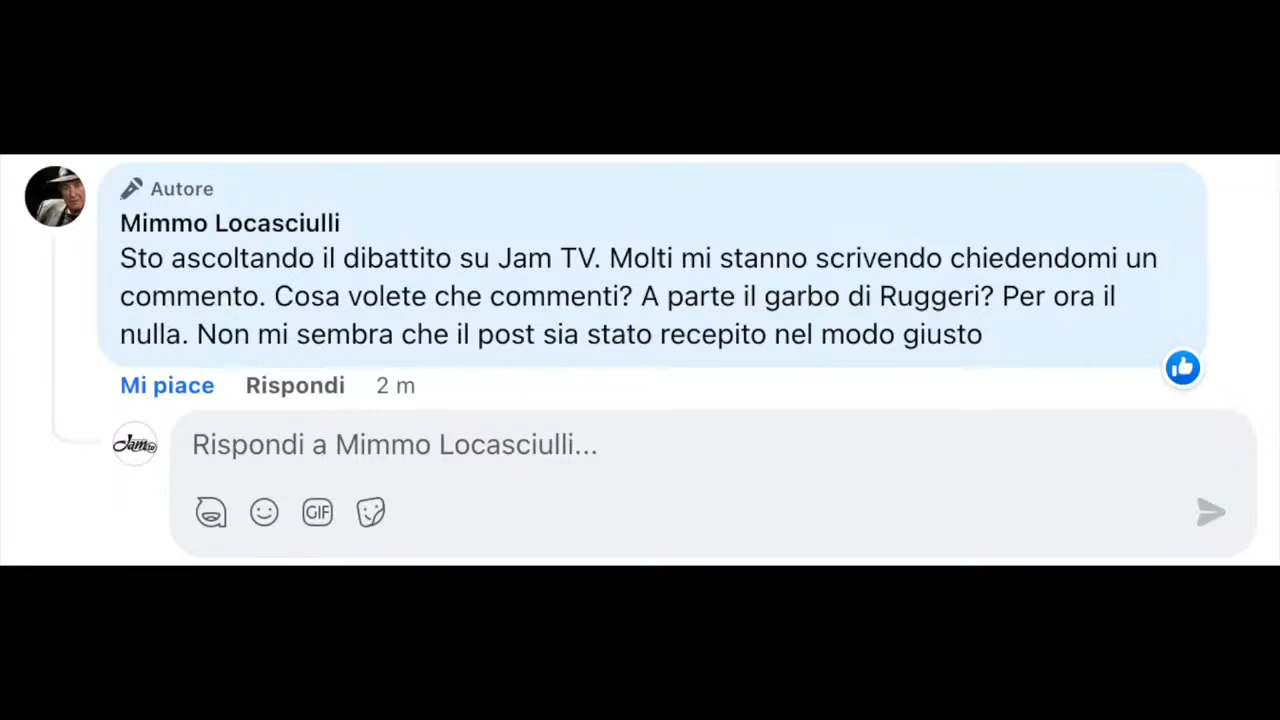 Autore
Mimmo Locasciulli
Sto ascoltando il dibattito su Jam TV. Molti mi stanno scrivendo chiedendomi un
commento. Cosa volete che commenti? A parte il garbo di Ruggeri? Per ora il
nulla. Non mi sembra che il post sia stato recepito nel modo giusto
Mi piace Rispondi 2 m
Jam tv
Rispondi a Mimmo Locasciulli...
GIF